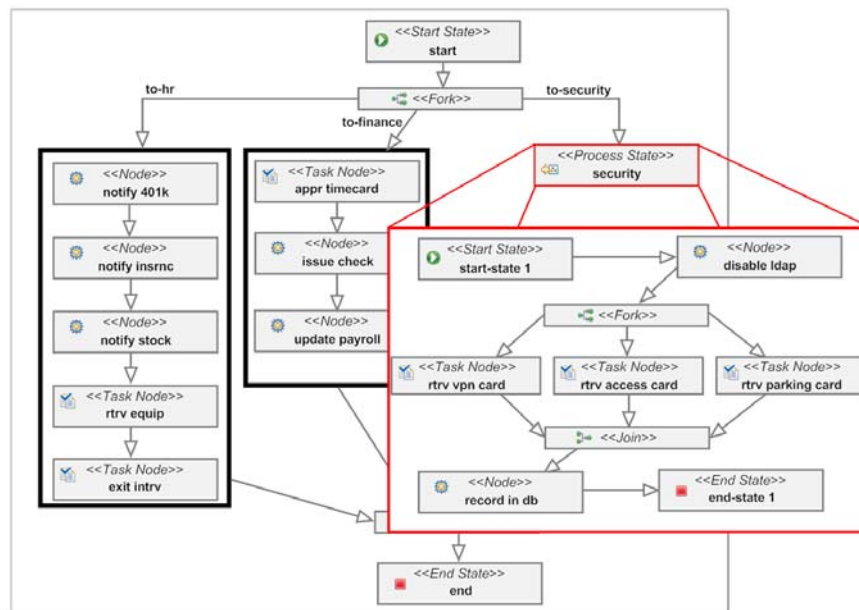 <<Start State>>
start
<<Fork>>
to-hr
to-finance
to-security
<<Node>>
notify 401k
<<Node>>
notify insrnc
<<Node>>
notify stock
<<Task Node>>
rtrv equip
<<Task Node>>
exit intrv
<<Task Node>>
appr timecard
<<Node>>
issue check
<<Node>>
update payroll
<<Process State>>
security
<<Start State>>
start-state 1
<<Node>>
disable ldap
<<Fork>>
<<Task Node>>
rtrv vpn card
<<Task Node>>
rtrv access card
<<Task Node>>
rtrv parking card
<<Join>>
<<Node>>
record in db
<<End State>>
end-state 1
<<End State>>
end